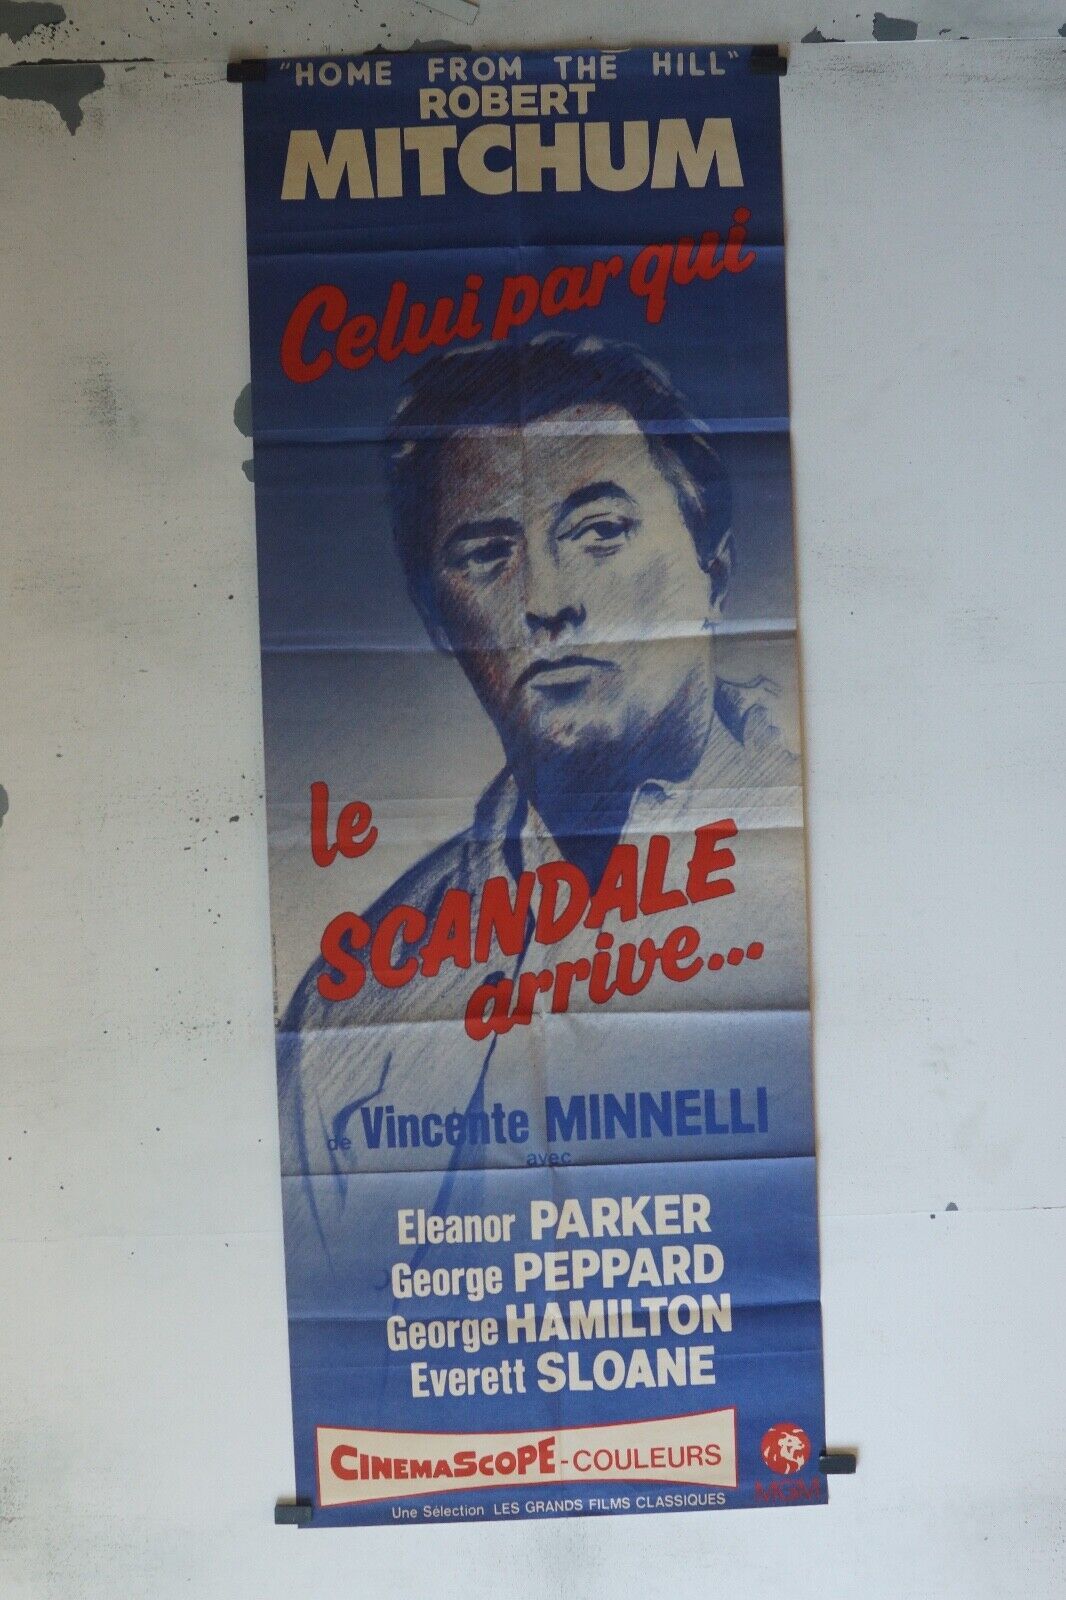 "HOME FROM THE HILL"
ROBERT
MITCHUM
Celui par qui
le
SCANDALE
arrive...
de Vincente MINNELLI
avec
Eleanor PARKER
George PEPPARD
George HAMILTON
Everett SLOANE
CINEMASCOPE - COULEURS
MGM
Une Sélection LES GRANDS FILMS CLASSIQUES